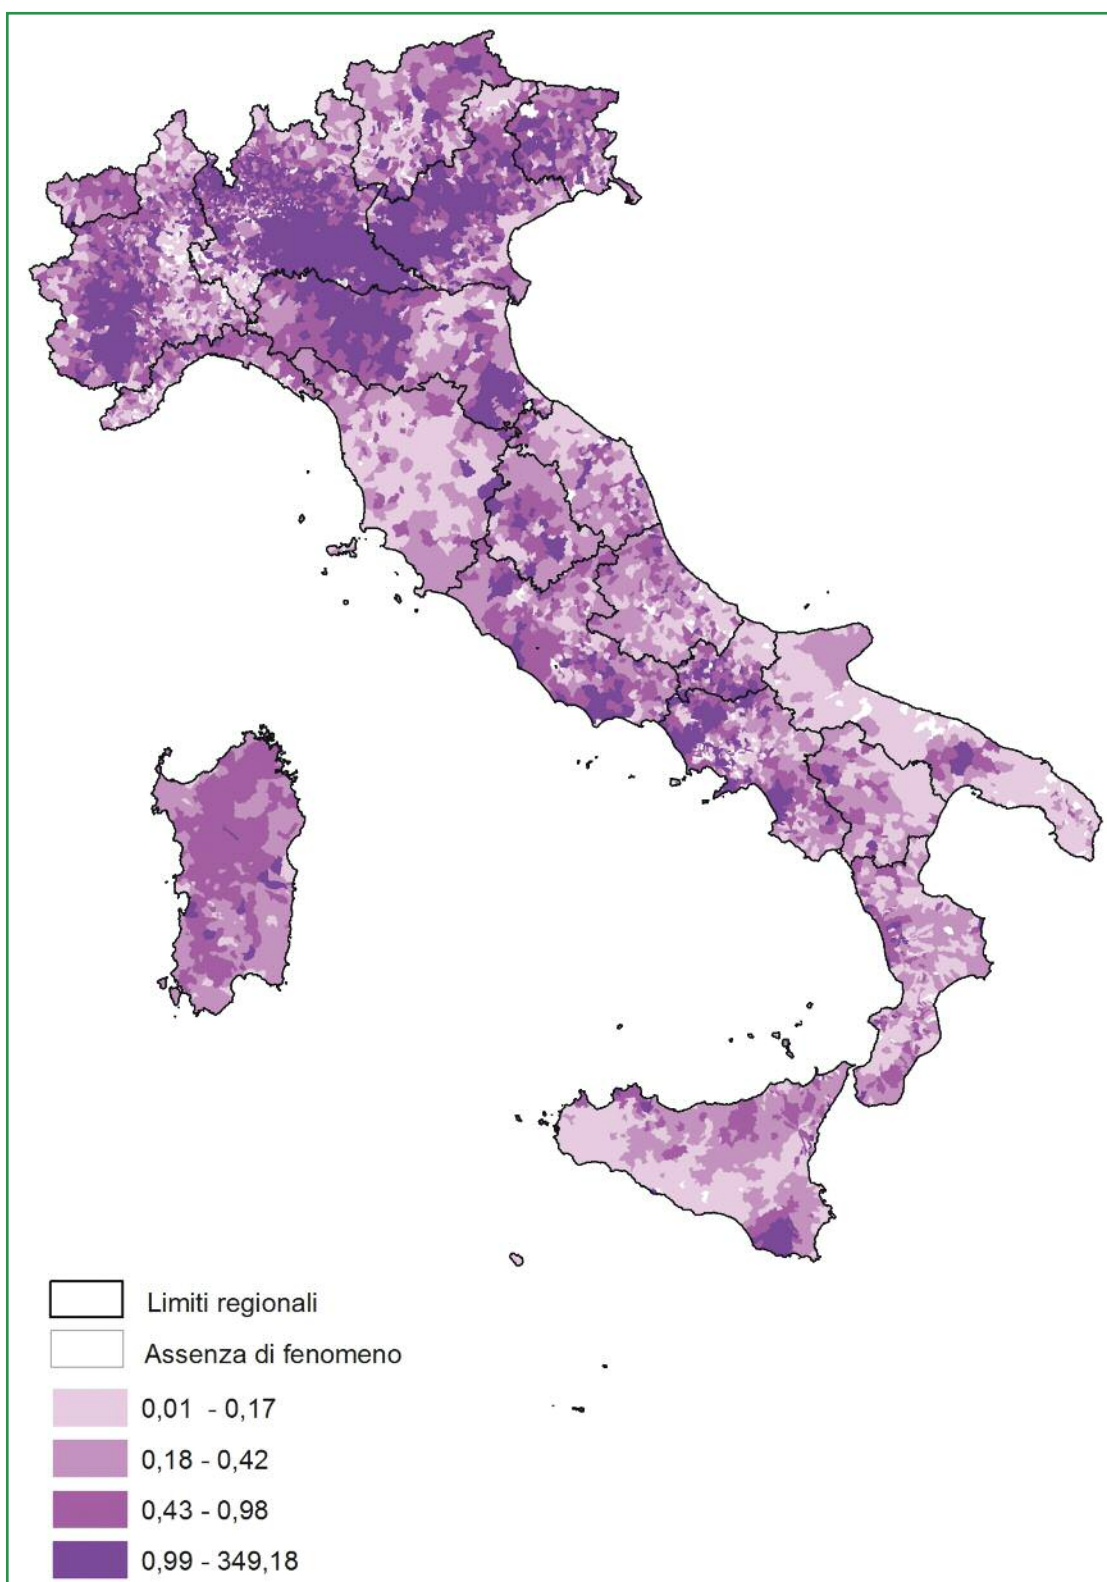 Limiti regionali
Assenza di fenomeno
0,01 - 0,17
0,18 - 0,42
0,43 - 0,98
0,99 - 349,18